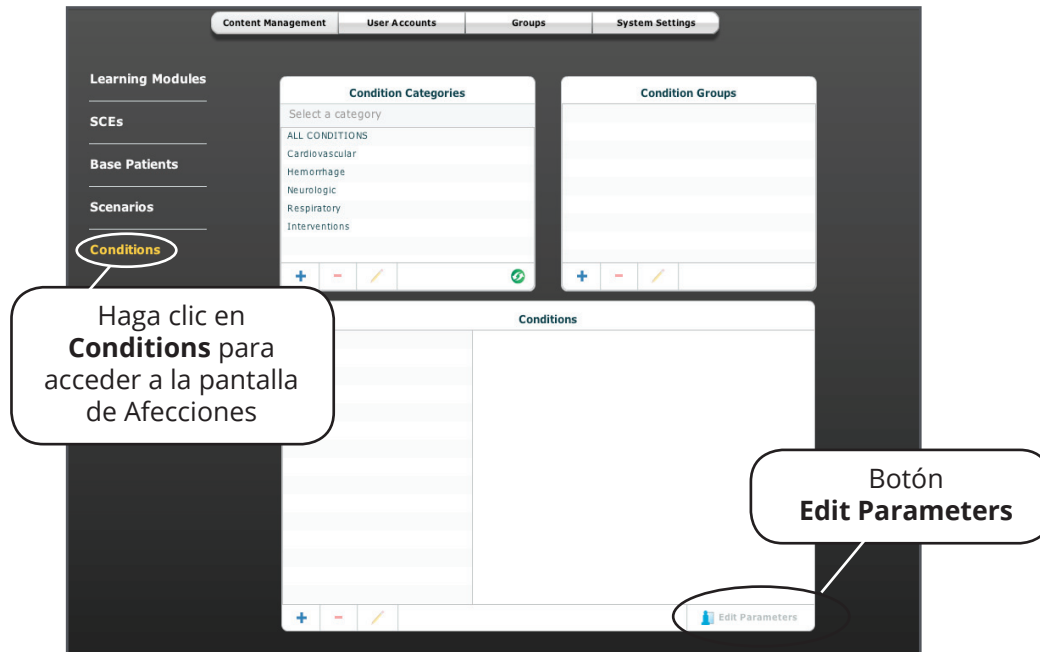 Content Management
User Accounts
Groups
System Settings
Learning Modules
SCEs
Base Patients
Scenarios
Conditions
Condition Categories
Select a category
ALL CONDITIONS
Cardiovascular
Hemorrhage
Neurologic
Respiratory
Interventions
Condition Groups
Haga clic en
Conditions para
acceder a la pantalla
de Afecciones
Conditions
Botón
Edit Parameters
Edit Parameters